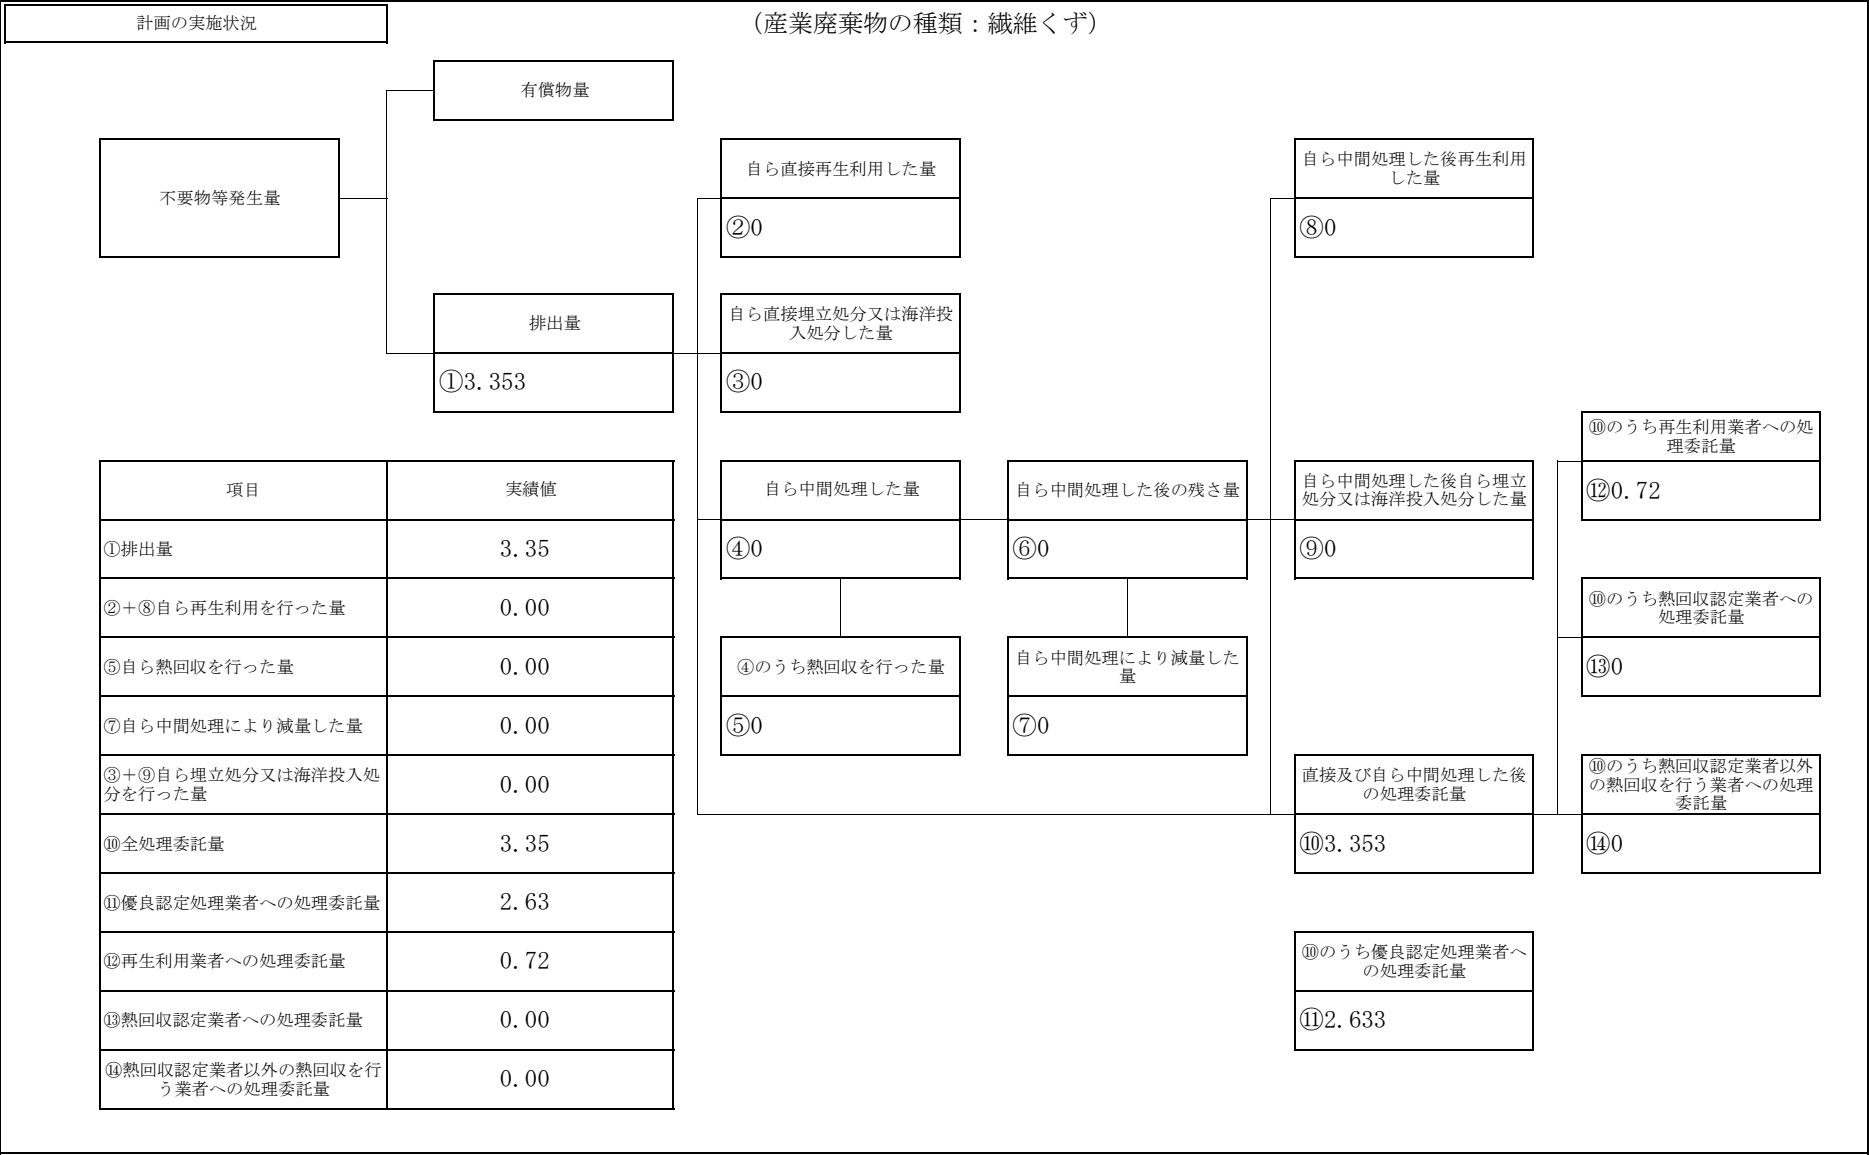 計画の実施状況
（産業廃棄物の種類：繊維くず）
有償物量
不要物等発生量
自ら直接再生利用した量
②0
自ら中間処理した後再生利用
した量
⑧0
排出量
①3.353
自ら直接埋立処分又は海洋投
入処分した量
③0
⑩のうち再生利用業者への処
理委託量
⑫0.72
自ら中間処理した量
④0
自ら中間処理した後の残さ量
⑥0
自ら中間処理した後自ら埋立
処分又は海洋投入処分した量
⑨0
⑩のうち熱回収認定業者への
処理委託量
⑬0
④のうち熱回収を行った量
⑤0
自ら中間処理により減量した
量
⑦0
直接及び自ら中間処理した後
の処理委託量
⑩3.353
⑩のうち熱回収認定業者以外
の熱回収を行う業者への処理
委託量
⑭0
⑩のうち優良認定処理業者へ
の処理委託量
⑪2.633
項目 実績値
①排出量 3.35
②＋⑧自ら再生利用を行った量 0.00
⑤自ら熱回収を行った量 0.00
⑦自ら中間処理により減量した量 0.00
③＋⑨自ら埋立処分又は海洋投入処
分を行った量 0.00
⑩全処理委託量 3.35
⑪優良認定処理業者への処理委託量 2.63
⑫再生利用業者への処理委託量 0.72
⑬熱回収認定業者への処理委託量 0.00
⑭熱回収認定業者以外の熱回収を行
う業者への処理委託量 0.00